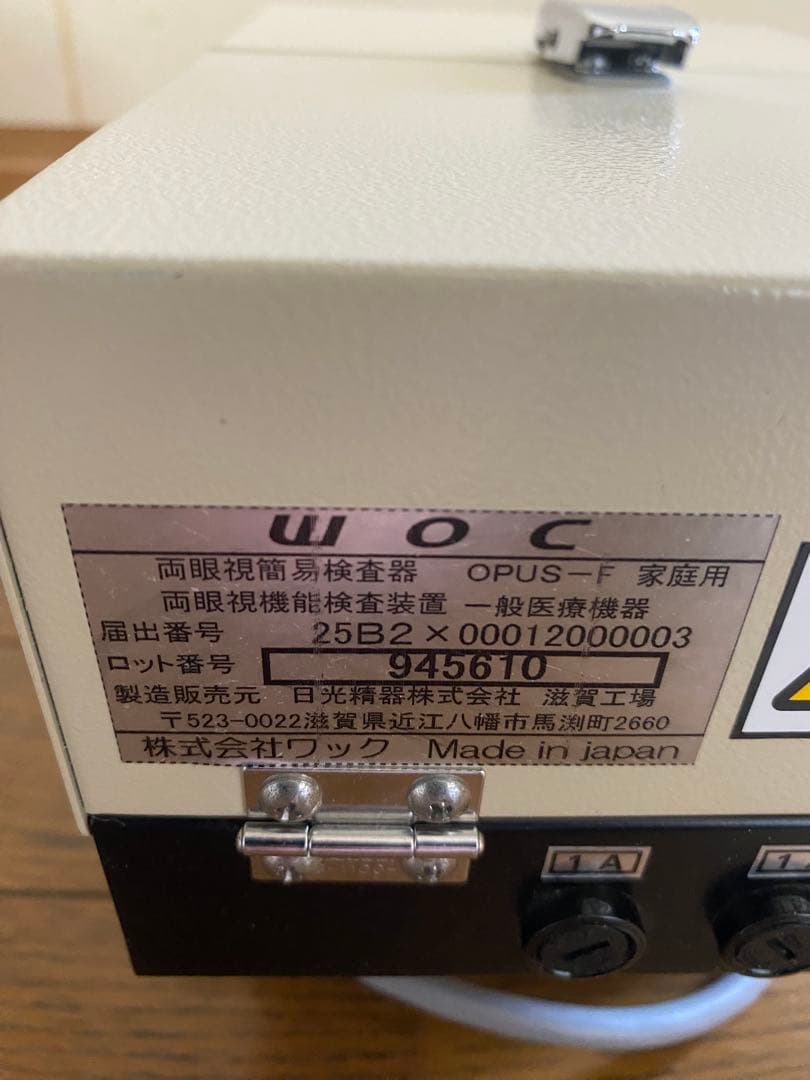 WOC
両眼視簡易検査器 OPUS-F 家庭用
両眼視機能検査装置 一般医療機器
届出番号 25B2×00012000003
ロット番号 945610
製造販売元 日光精器株式会社 滋賀工場
〒523-0022滋賀県近江八幡市馬渕町2660
株式会社ワック Made in japan
1A
1